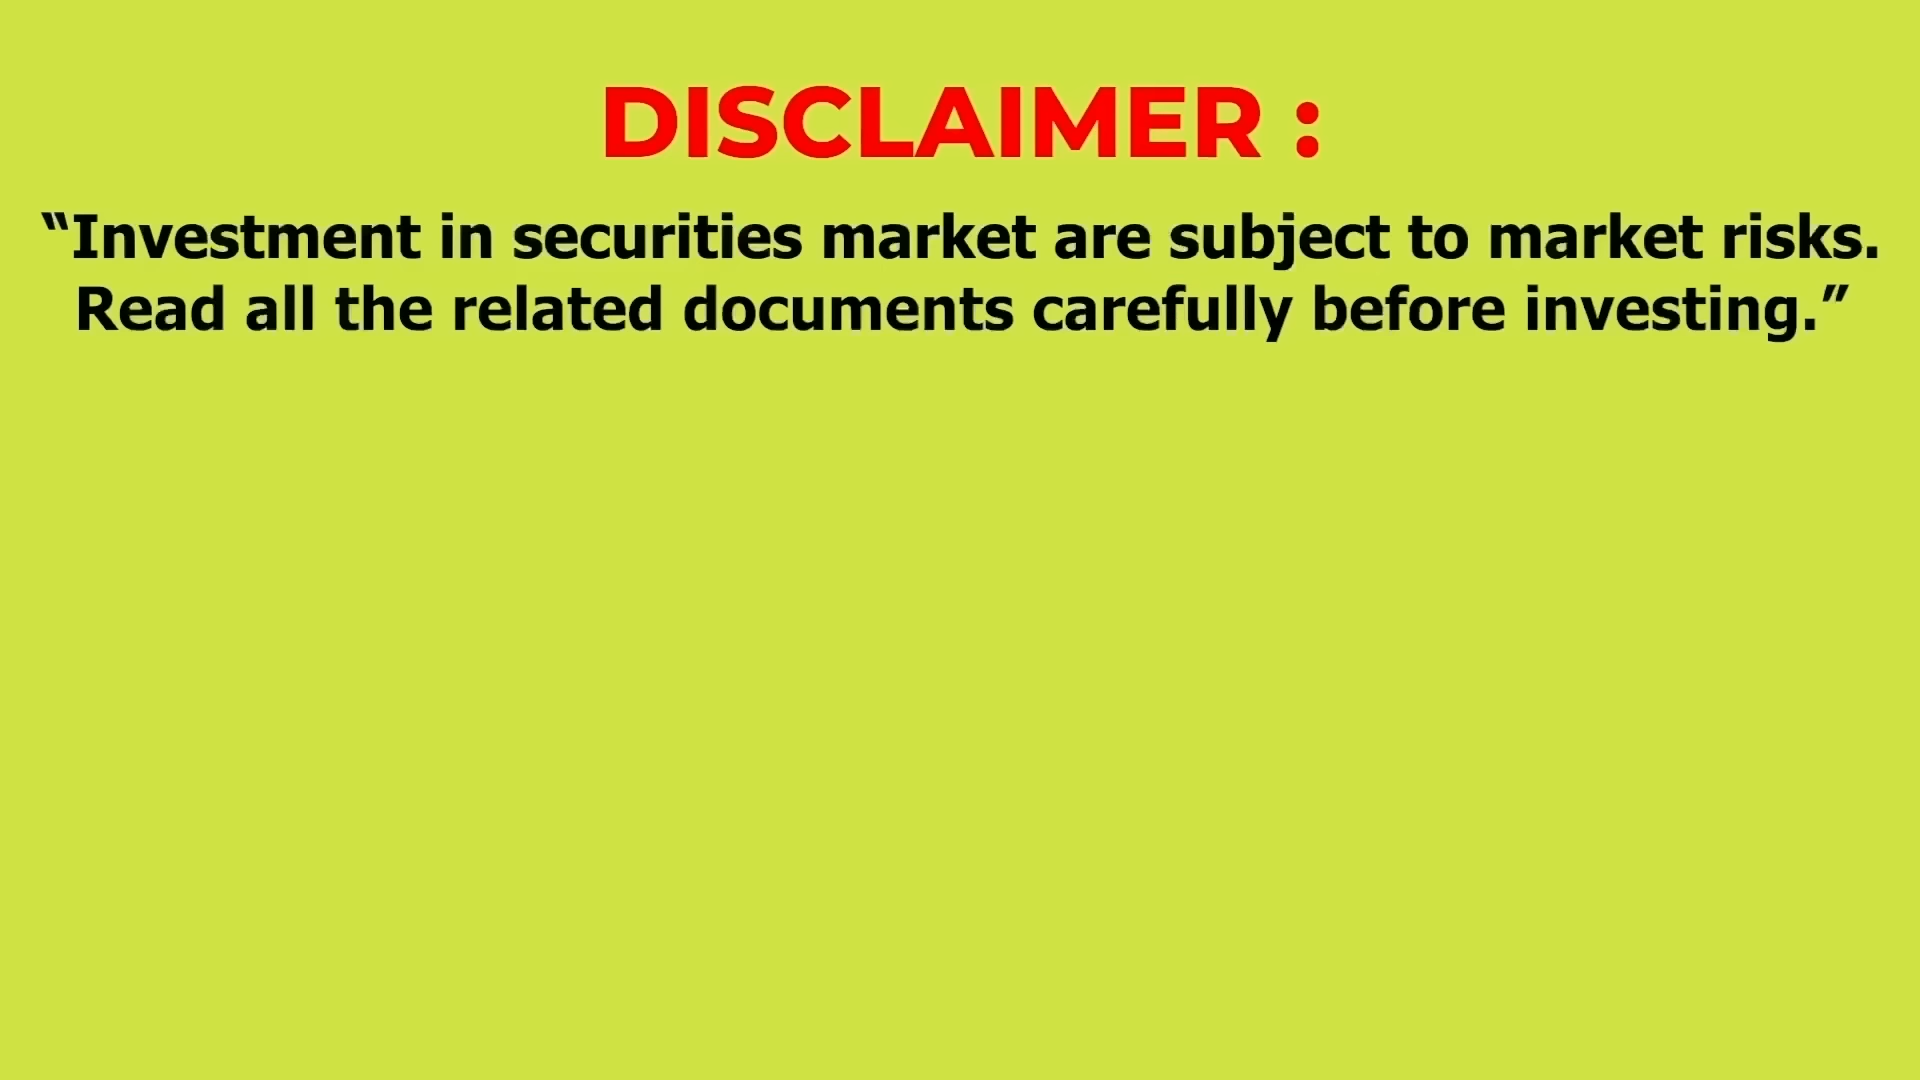 DISCLAIMER :
“Investment in securities market are subject to market risks.
Read all the related documents carefully before investing.”